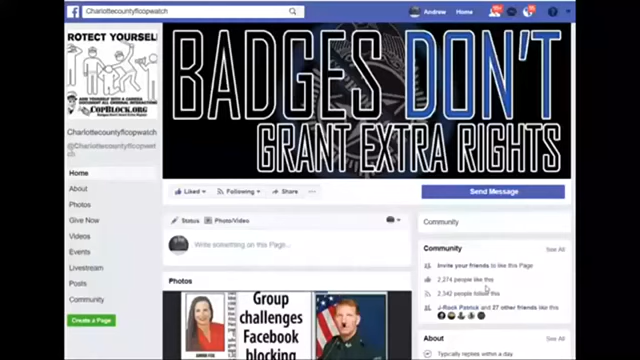 Charlottecountyflcopwatch
Andrew Home
ROTECT YOURSEL
COPBLOCK.ORG
BADGES DON'T
GRANT EXTRA RIGHTS
Charlottecountyflcopwatch
@Charlottecountyflcopwatch
Home
About
Photos
Give Now
Videos
Events
Livestream
Posts
Community
Create a Page
Liked Following Share
Send Message
Status Photo/Video
Write something on this Page...
Photos
Group
challenges
Facebook
blocking
Community
Community See All
Invite your friends to like this Page
2,274 people like this
2,342 people follow this
J-Rock Patrick and 27 other friends like this
About See All
Typically replies within a day